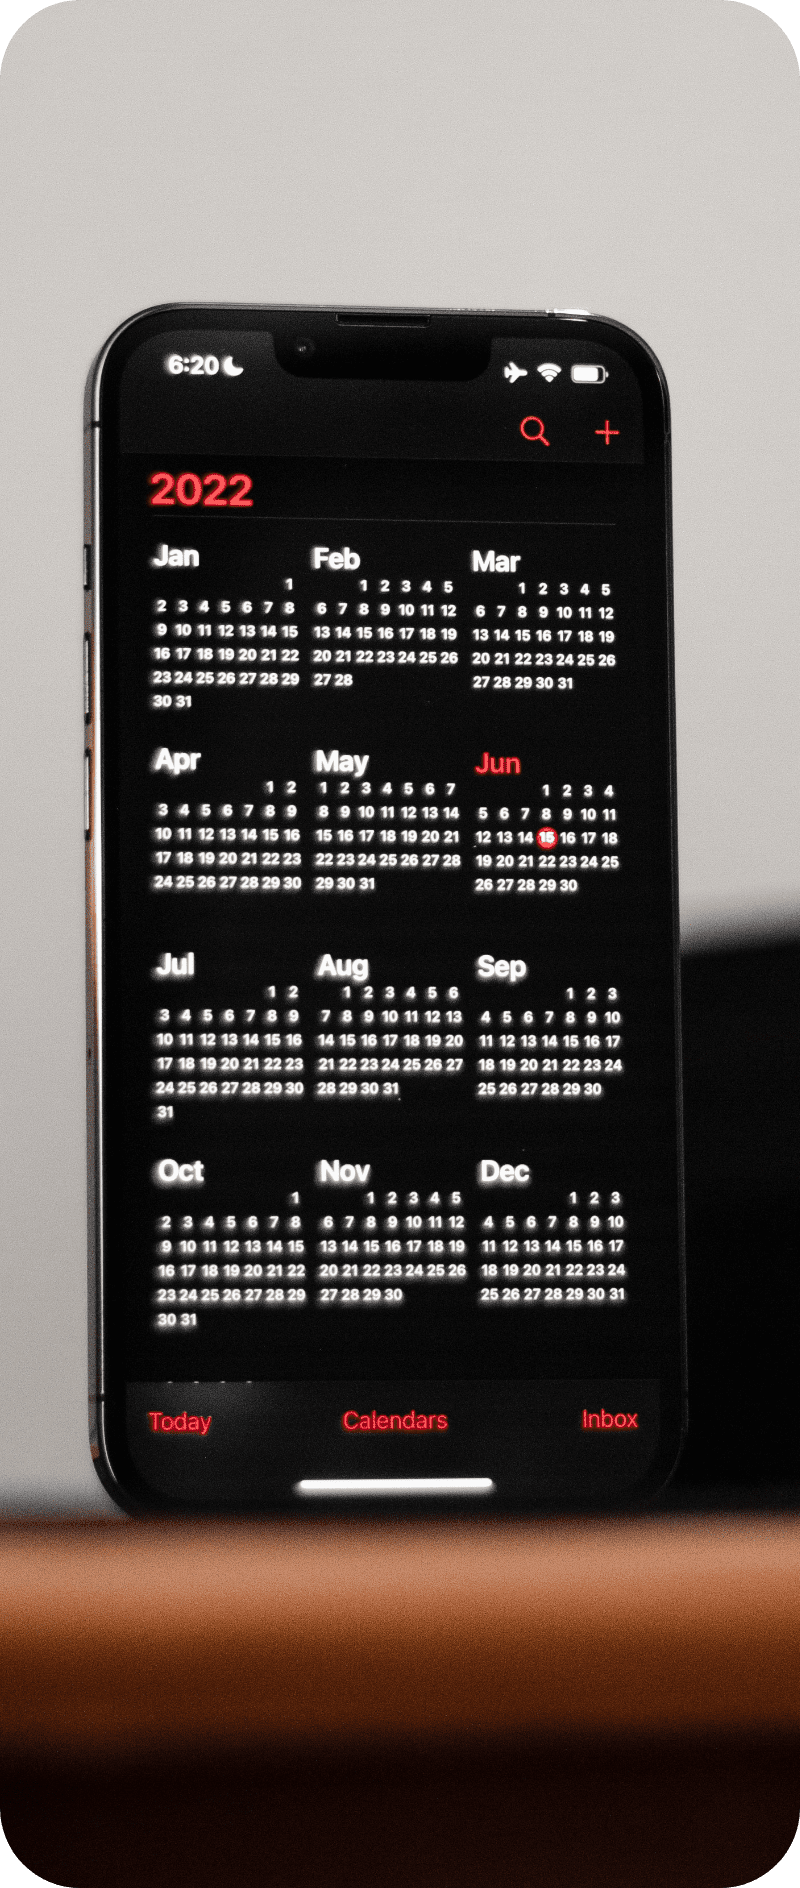 6:20
2022
Jan Feb Mar
1 1 2 3 4 5 1 2 3 4 5
2 3 4 5 6 7 8 6 7 8 9 10 11 12 6 7 8 9 10 11 12
9 10 11 12 13 14 15 13 14 15 16 17 18 19 13 14 15 16 17 18 19
16 17 18 19 20 21 22 20 21 22 23 24 25 26 20 21 22 23 24 25 26
23 24 25 26 27 28 29 27 28 27 28 29 30 31
30 31
Apr May Jun
1 2 1 2 3 4 5 6 7 1 2 3 4
3 4 5 6 7 8 9 8 9 10 11 12 13 14 5 6 7 8 9 10 11
10 11 12 13 14 15 16 15 16 17 18 19 20 21 12 13 14 15 16 17 18
17 18 19 20 21 22 23 22 23 24 25 26 27 28 19 20 21 22 23 24 25
24 25 26 27 28 29 30 29 30 31 26 27 28 29 30
Jul Aug Sep
1 2 1 2 3 4 5 6 1 2 3
3 4 5 6 7 8 9 7 8 9 10 11 12 13 4 5 6 7 8 9 10
10 11 12 13 14 15 16 14 15 16 17 18 19 20 11 12 13 14 15 16 17
17 18 19 20 21 22 23 21 22 23 24 25 26 27 18 19 20 21 22 23 24
24 25 26 27 28 29 30 28 29 30 31 25 26 27 28 29 30
31
Oct Nov Dec
1 1 2 3 4 5 1 2 3
2 3 4 5 6 7 8 6 7 8 9 10 11 12 4 5 6 7 8 9 10
9 10 11 12 13 14 15 13 14 15 16 17 18 19 11 12 13 14 15 16 17
16 17 18 19 20 21 22 20 21 22 23 24 25 26 18 19 20 21 22 23 24
23 24 25 26 27 28 29 27 28 29 30 25 26 27 28 29 30 31
30 31
Today Calendars Inbox